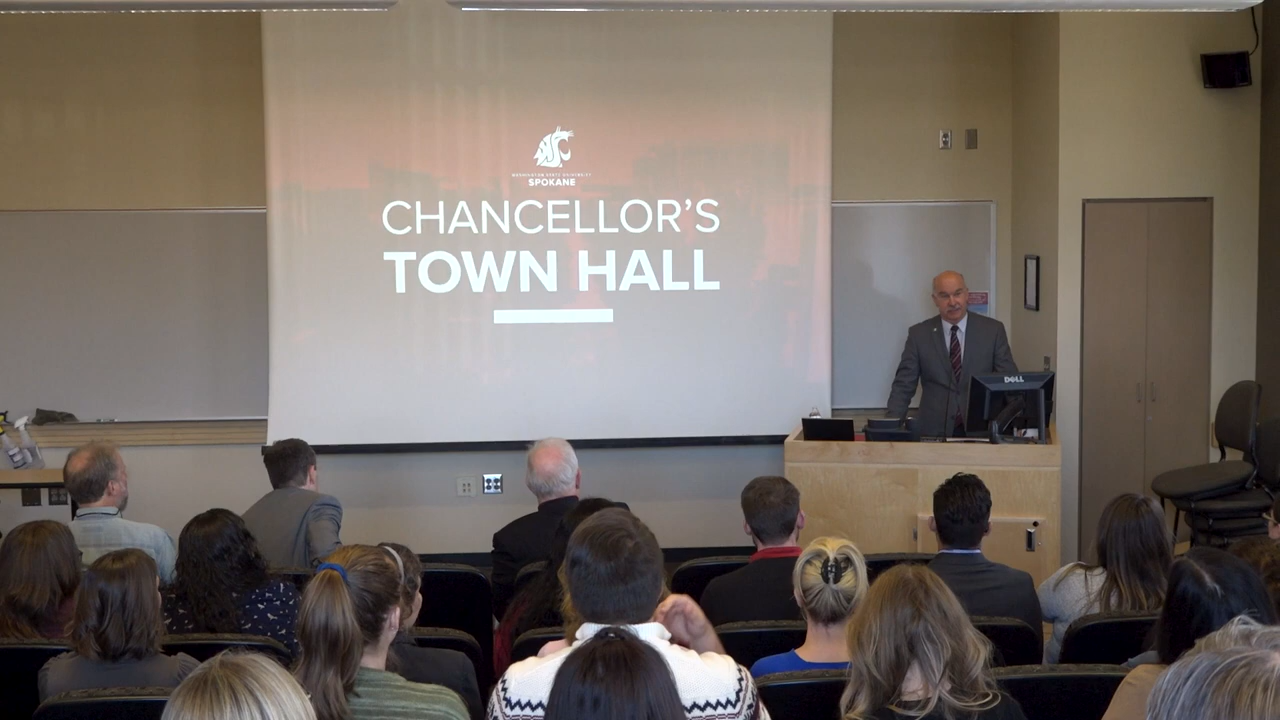 WASHINGTON STATE UNIVERSITY
SPOKANE
CHANCELLOR'S
TOWN HALL
DELL